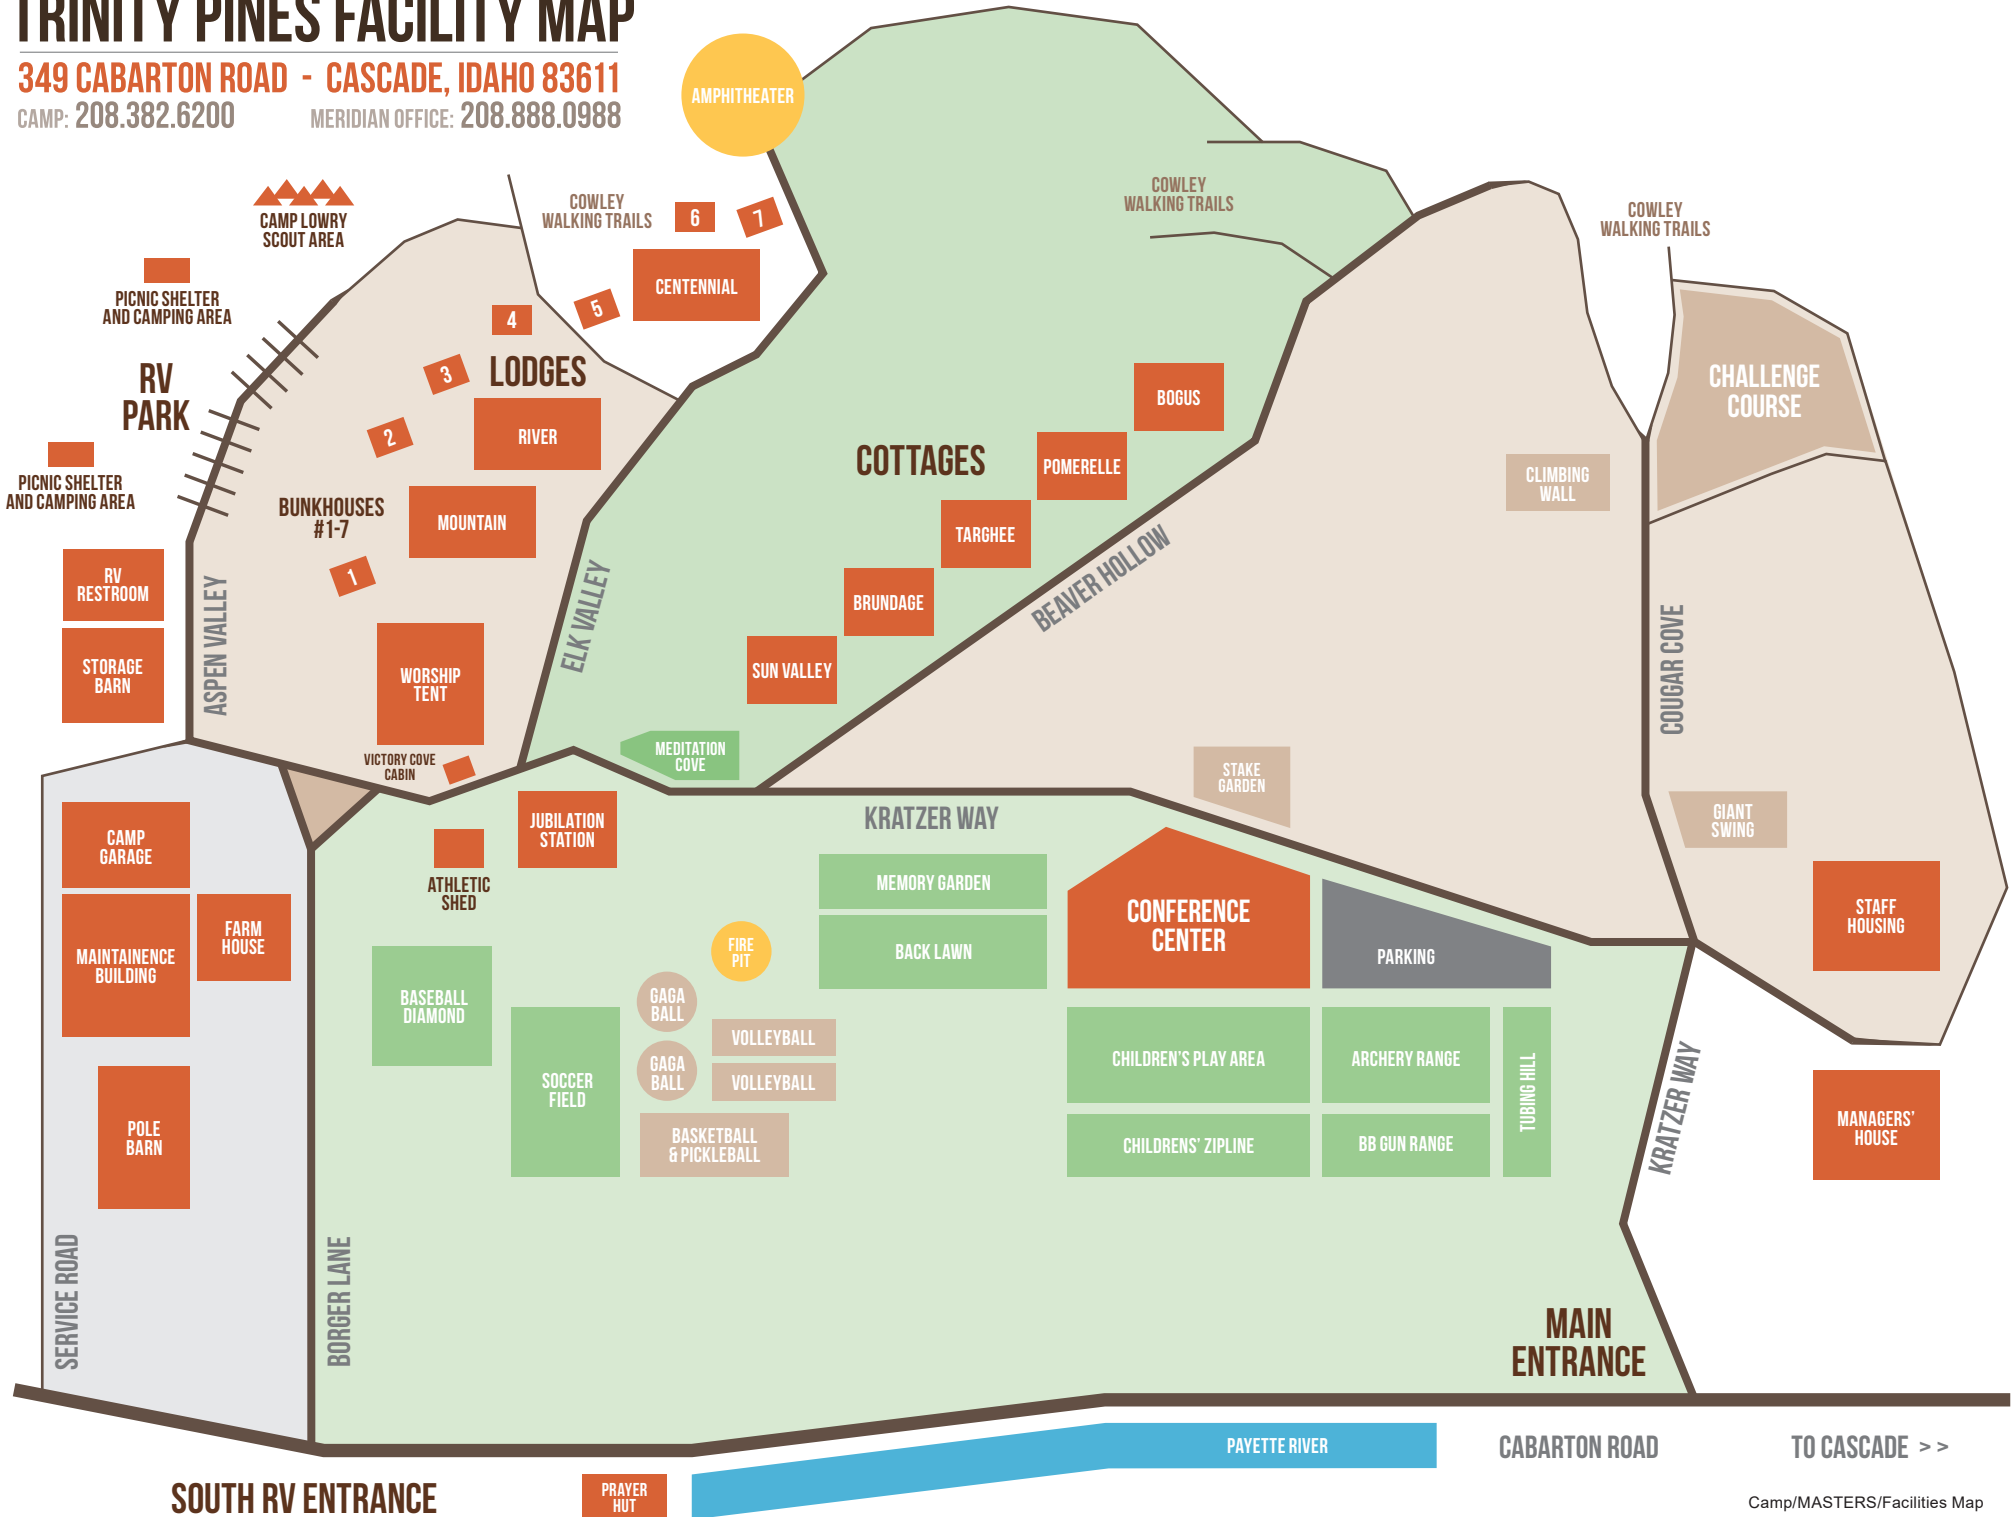 TRINITY PINES FACILITY MAP
349 CABARTON ROAD - CASCADE, IDAHO 83611
CAMP: 208.382.6200 MERIDIAN OFFICE: 208.888.0988
AMPHITHEATER
CAMP LOWRY
SCOUT AREA
COWLEY
WALKING TRAILS
6
7
COWLEY
WALKING TRAILS
COWLEY
WALKING TRAILS
PICNIC SHELTER
AND CAMPING AREA
CENTENNIAL
5
4
LODGES
3
RV
PARK
2
RIVER
CHALLENGE
COURSE
BOGUS
COTTAGES
POMERELLE
PICNIC SHELTER
AND CAMPING AREA
BUNKHOUSES
#1-7
MOUNTAIN
CLIMBING
WALL
TARGHEE
1
RV
RESTROOM
BRUNDAGE
BEAVER HOLLOW
STORAGE
BARN
ASPEN VALLEY
ELK VALLEY
WORSHIP
TENT
SUN VALLEY
COUGAR COVE
VICTORY COVE
CABIN
MEDITATION
COVE
STAKE
GARDEN
GIANT
SWING
CAMP
GARAGE
JUBILATION
STATION
KRATZER WAY
ATHLETIC
SHED
MEMORY GARDEN
CONFERENCE
CENTER
STAFF
HOUSING
MAINTAINENCE
BUILDING
FARM
HOUSE
FIRE
PIT
BACK LAWN
PARKING
BASEBALL
DIAMOND
GAGA
BALL
VOLLEYBALL
GAGA
BALL
VOLLEYBALL
SOCCER
FIELD
CHILDREN'S PLAY AREA
ARCHERY RANGE
TUBING HILL
KRATZER WAY
POLE
BARN
BASKETBALL
& PICKLEBALL
CHILDRENS' ZIPLINE
BB GUN RANGE
MANAGERS'
HOUSE
SERVICE ROAD
BORGER LANE
MAIN
ENTRANCE
PAYETTE RIVER
CABARTON ROAD
TO CASCADE > >
SOUTH RV ENTRANCE
PRAYER
HUT
Camp/MASTERS/Facilities Map